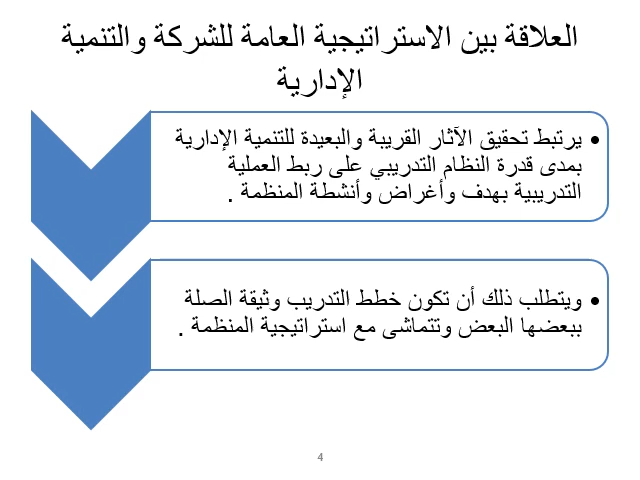 العلاقة بين الاستراتيجية العامة للشركة والتنمية
الإدارية
• يرتبط تحقيق الآثار القريبة والبعيدة للتنمية الإدارية
بمدى قدرة النظام التدريبي على ربط العملية
التدريبية بهدف وأغراض وأنشطة المنظمة .
• ويتطلب ذلك أن تكون خطط التدريب وثيقة الصلة
ببعضها البعض وتتماشى مع استراتيجية المنظمة .
4